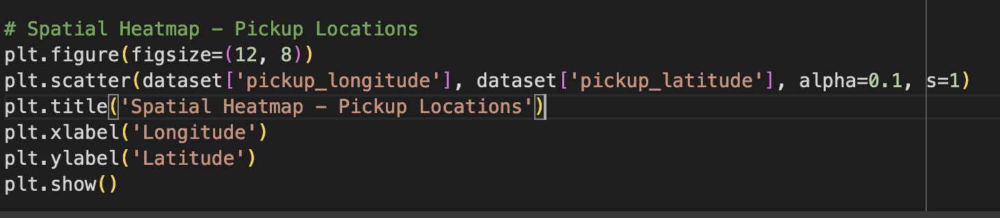 # Spatial Heatmap – Pickup Locations
plt.figure(figsize=(12, 8))
plt.scatter(dataset['pickup_longitude'], dataset['pickup_latitude'], alpha=0.1, s=1)
plt.title('Spatial Heatmap – Pickup Locations')
plt.xlabel('Longitude')
plt.ylabel('Latitude')
plt.show()